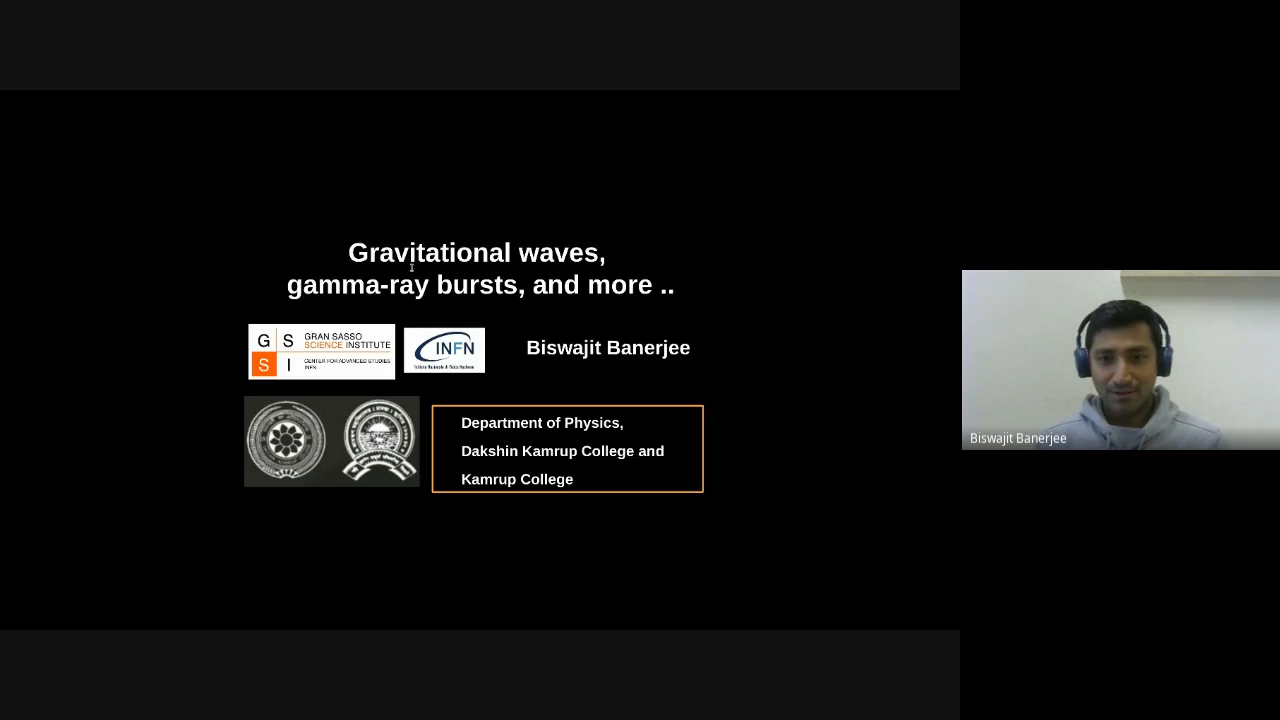 Gravitational waves,
gamma-ray bursts, and more ..
G S
S I
GRAN SASSO
SCIENCE INSTITUTE
CENTER FOR ADVANCED STUDIES
INFN
INFN
Biswajit Banerjee
Department of Physics,
Dakshin Kamrup College and
Kamrup College
Biswajit Banerjee